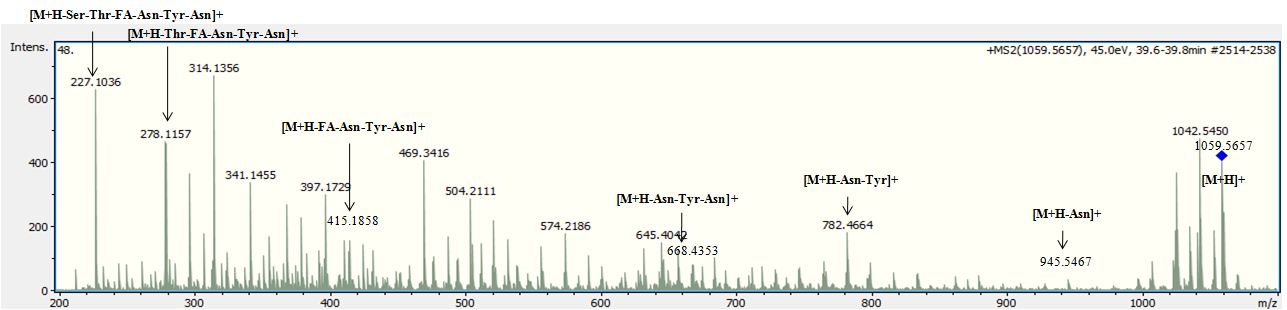 [M+H-Ser-Thr-FA-Asn-Tyr-Asn]+
[M+H-Thr-FA-Asn-Tyr-Asn]+
Intens.
48.
+MS2(1059.5657), 45.0eV, 39.6-39.8min #2514-2538
227.1036
314.1356
278.1157
[M+H-FA-Asn-Tyr-Asn]+
469.3416
1042.5450
1059.5657
341.1455
397.1729
415.1858
504.2111
574.2186
[M+H-Asn-Tyr-Asn]+
645.4042
668.4353
[M+H-Asn-Tyr]+
782.4664
[M+H-Asn]+
945.5467
[M+H]+
600
400
200
0
200
300
400
500
600
700
800
900
1000
m/z